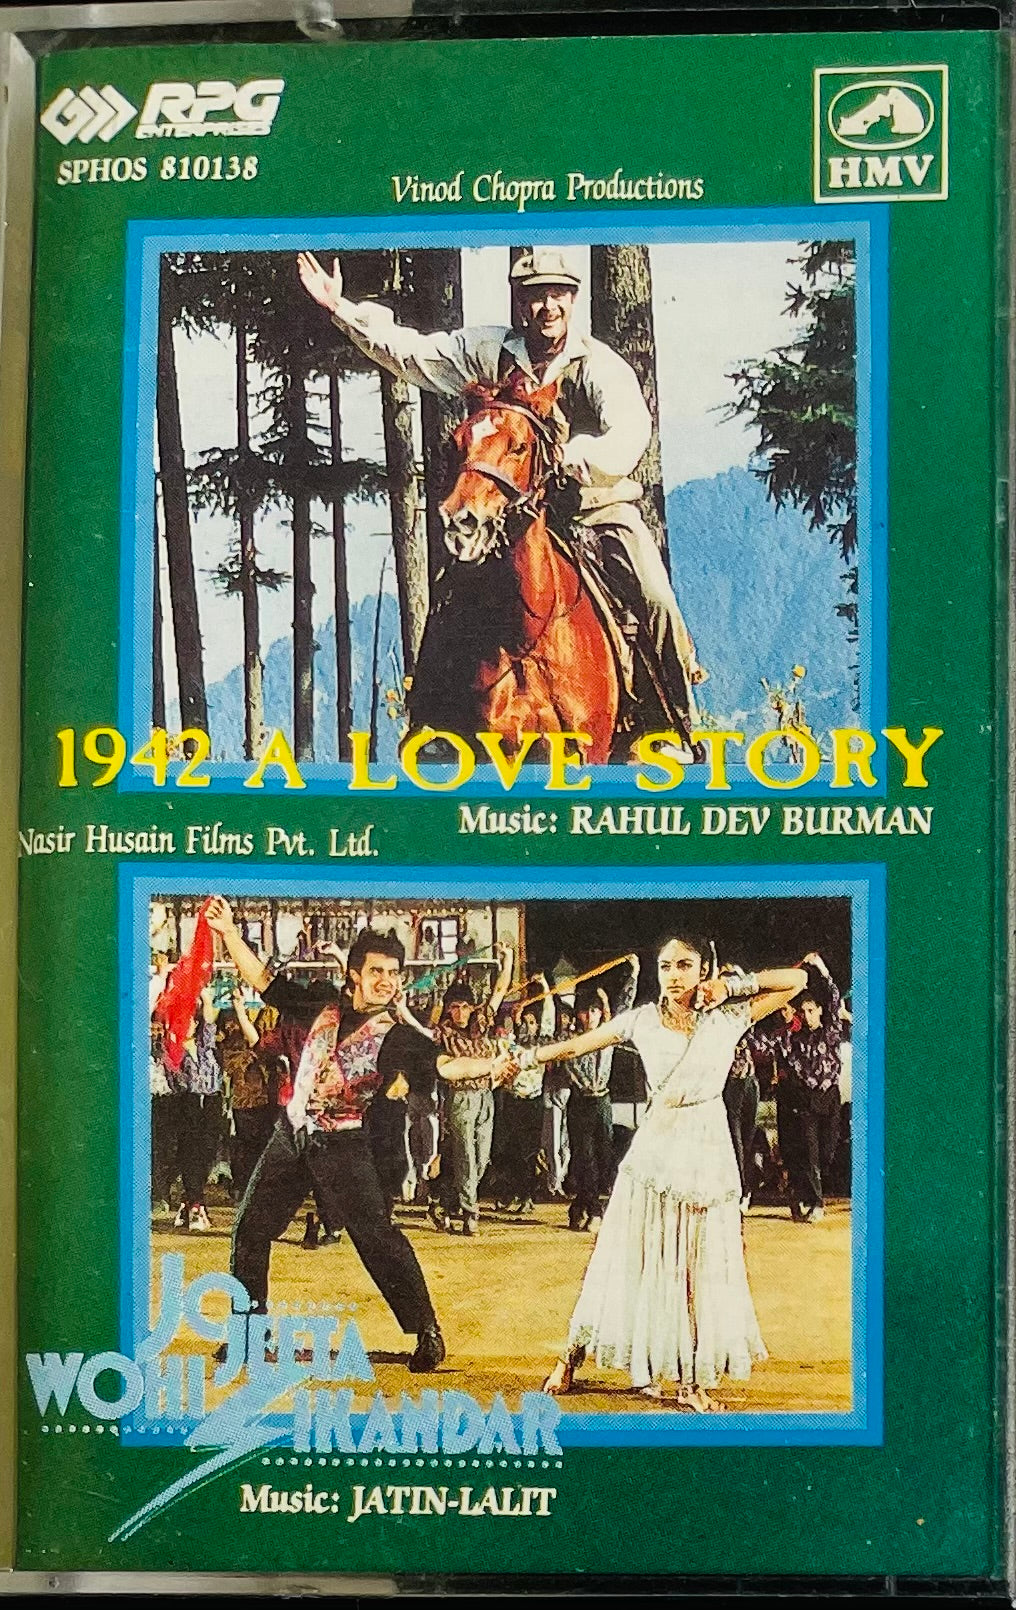 RPG
ENTERPRISES
SPHOS 810138
HMV
Vinod Chopra Productions
1942 A LOVE STORY
Music: RAHUL DEV BURMAN
Nasir Husain Films Pvt. Ltd.
JO JEETA
WOHI SIKANDAR
Music: JATIN-LALIT